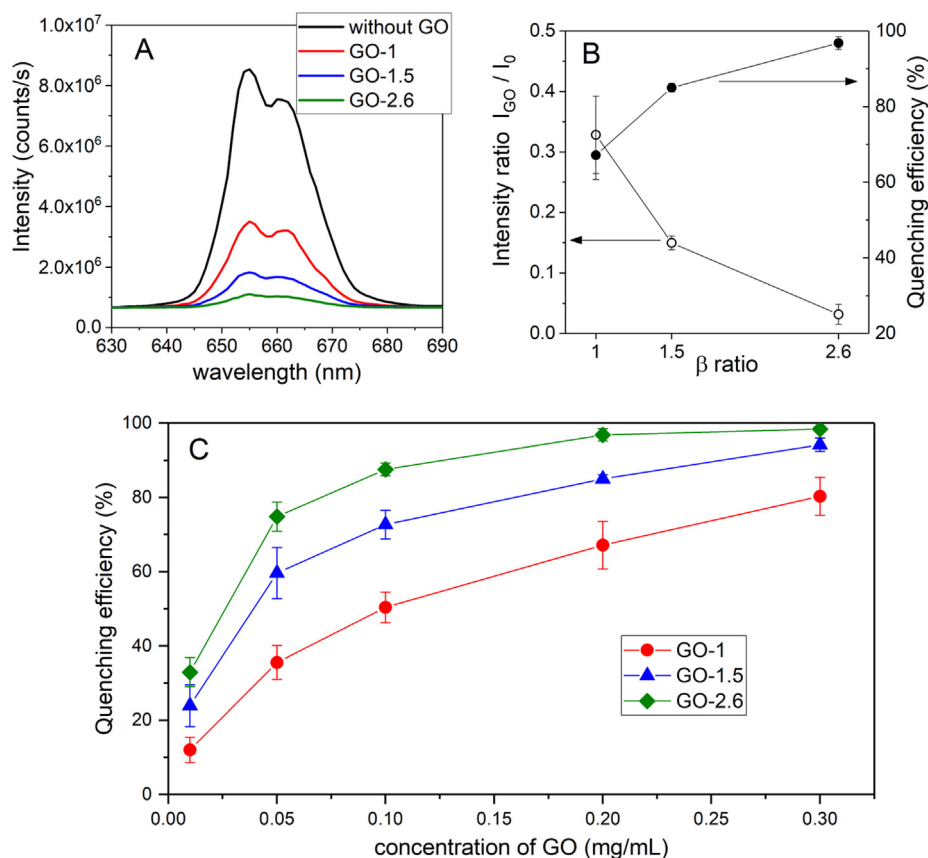 A
without GO
GO-1
GO-1.5
GO-2.6
1.0x10⁷
8.0x10⁶
6.0x10⁶
4.0x10⁶
2.0x10⁶
0.0
Intensity (counts/s)
630 640 650 660 670 680 690
wavelength (nm)
B
0.5
0.4
0.3
0.2
0.1
0.0
Intensity ratio I_GO / I_0
100
80
60
40
20
Quenching efficiency (%)
1 1.5 2.6
β ratio
C
100
80
60
40
20
0
Quenching efficiency (%)
GO-1
GO-1.5
GO-2.6
0.00 0.05 0.10 0.15 0.20 0.25 0.30
concentration of GO (mg/mL)